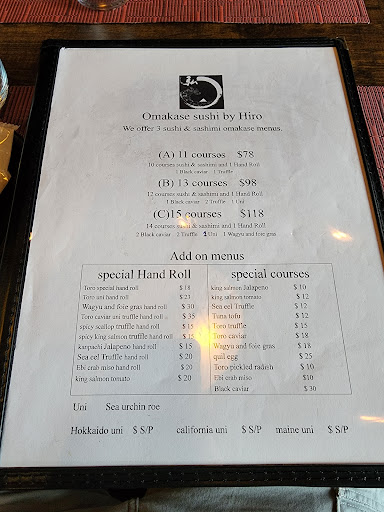 Omakase sushi by Hiro
We offer 3 sushi & sashimi omakase menus.
(A) 11 courses $78
10 courses sushi & sashimi and 1 Hand Roll
1 Black caviar 1 Truffle
(B) 13 courses $98
12 courses sushi & sashimi and 1 Hand Roll
1 Black caviar 2 Truffle 1 Uni
(C)15 courses $118
14 courses sushi & sashimi and 1 Hand Roll
2 Black caviar 2 Truffle 1 Uni 1 Wagyu and foie gras
Add on menus
special Hand Roll
Toro special hand roll $ 18
Toro uni hand roll $ 23
Wagyu and foie gras hand roll $ 30
Toro caviar uni truffle hand roll $ 35
spicy scallop truffle hand roll $ 15
spicy king salmon truffle hand roll $ 15
kanpachi Jalapeno hand roll $ 15
Sea eel Truffle hand roll $ 20
Ebi crab miso hand roll $ 20
king salmon tomato $ 20
special courses
king salmon Jalapeno $ 10
king salmon tomato $ 12
Sea eel Truffle $ 12
Tuna tofu $ 12
Toro truffle $ 15
Toro caviar $ 18
Wagyu and foie gras $ 18
quail egg $ 25
Toro pickled radish $ 10
Ebi crab miso $10
Black caviar $ 30
Uni Sea urchin roe
Hokkaido uni $ S/P california uni $ S/P maine uni $ S/P